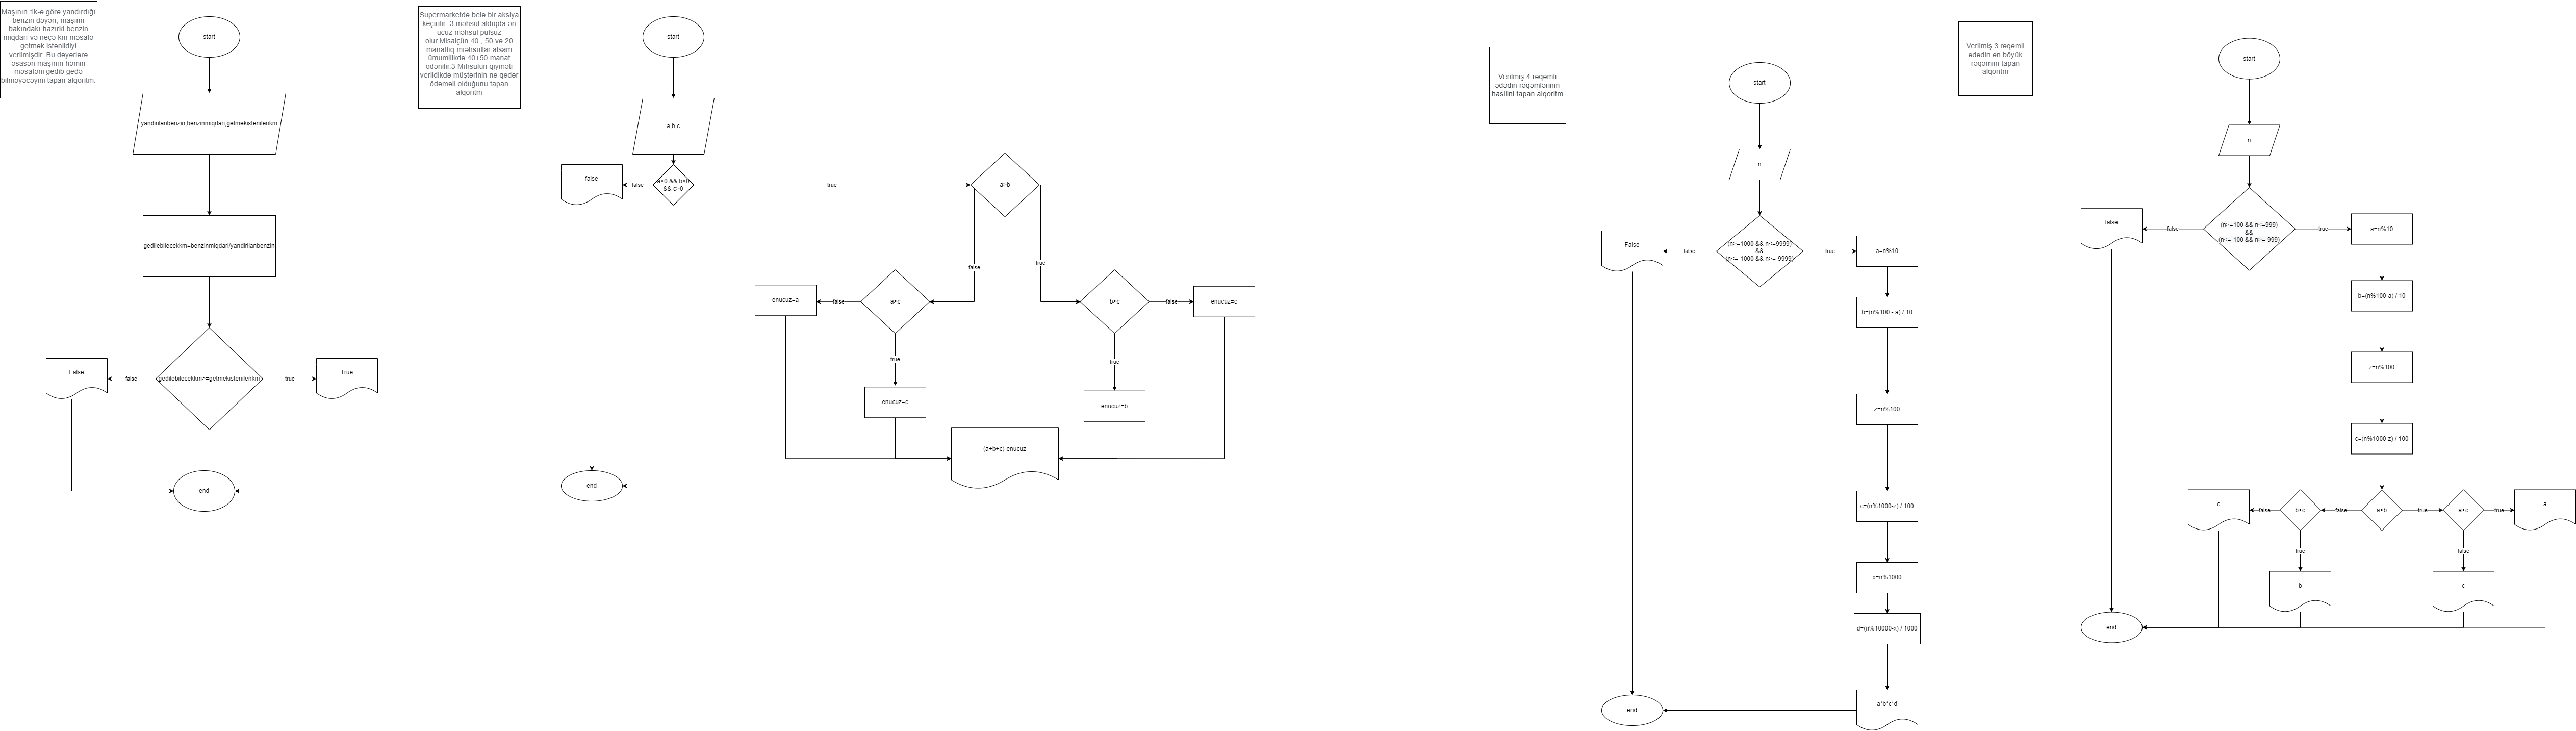 Maşının 1k-ə görə yandırdığı
benzin dəyəri, maşınn
bakındakı hazırki benzin
miqdarı və neçə km məsafə
getmək istənildiyi
verilmişdir. Bu dəyərlərə
əsasən maşının həmin
məsafəni gedib gedə
bilməyəcəyini tapan alqoritm.
start
yandirilanbenzin,benzinmiqdari,getmekistenilenkm
gedilebilecekkm=benzinmiqdari/yandirilanbenzin
gedilebilecekkm>=getmekistenilenkm
false
true
False
True
end
Supermarketdə belə bir aksiya
keçirilir: 3 məhsul aldıqda ən
ucuz məhsul pulsuz
olur.Misalçün 40 , 50 və 20
manatlıq mıəhsullar alsam
ümumilikdə 40+50 manat
ödənilir.3 Mıhsulun qiyməti
verildikdə müştərinin nə qədər
ödəməli olduğunu tapan
alqoritm
start
a,b,c
a>0 && b>0
&& c>0
false
true
false
a>b
false
true
a>c
false
true
enucuz=a
enucuz=c
b>c
false
true
enucuz=c
enucuz=b
(a+b+c)-enucuz
end
Verilmiş 4 rəqəmli
ədədin rəqəmlərinin
hasilini tapan alqoritm
start
n
(n>=1000 && n<=9999)
&&
(n<=-1000 && n>=-9999)
false
true
False
a=n%10
b=(n%100 - a) / 10
z=n%100
c=(n%1000-z) / 100
x=n%1000
d=(n%10000-x) / 1000
a*b*c*d
end
Verilmiş 3 rəqəmli
ədədin ən böyük
rəqəmini tapan
alqoritm
start
n
(n>=100 && n<=999)
&&
(n<=-100 && n>=-999)
false
true
false
a=n%10
b=(n%100-a) / 10
z=n%100
c=(n%1000-z) / 100
a>b
false
true
b>c
false
true
c
b
a>c
true
false
a
c
end